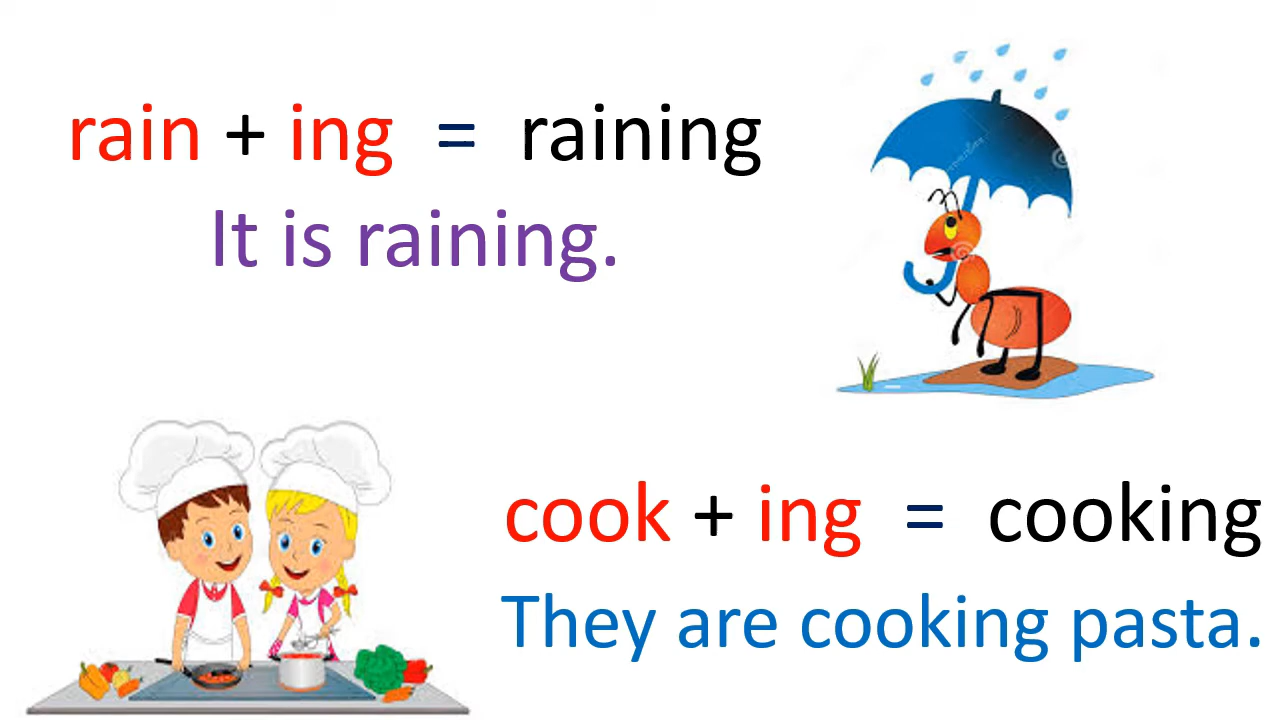 rain + ing = raining
It is raining.
cook + ing = cooking
They are cooking pasta.